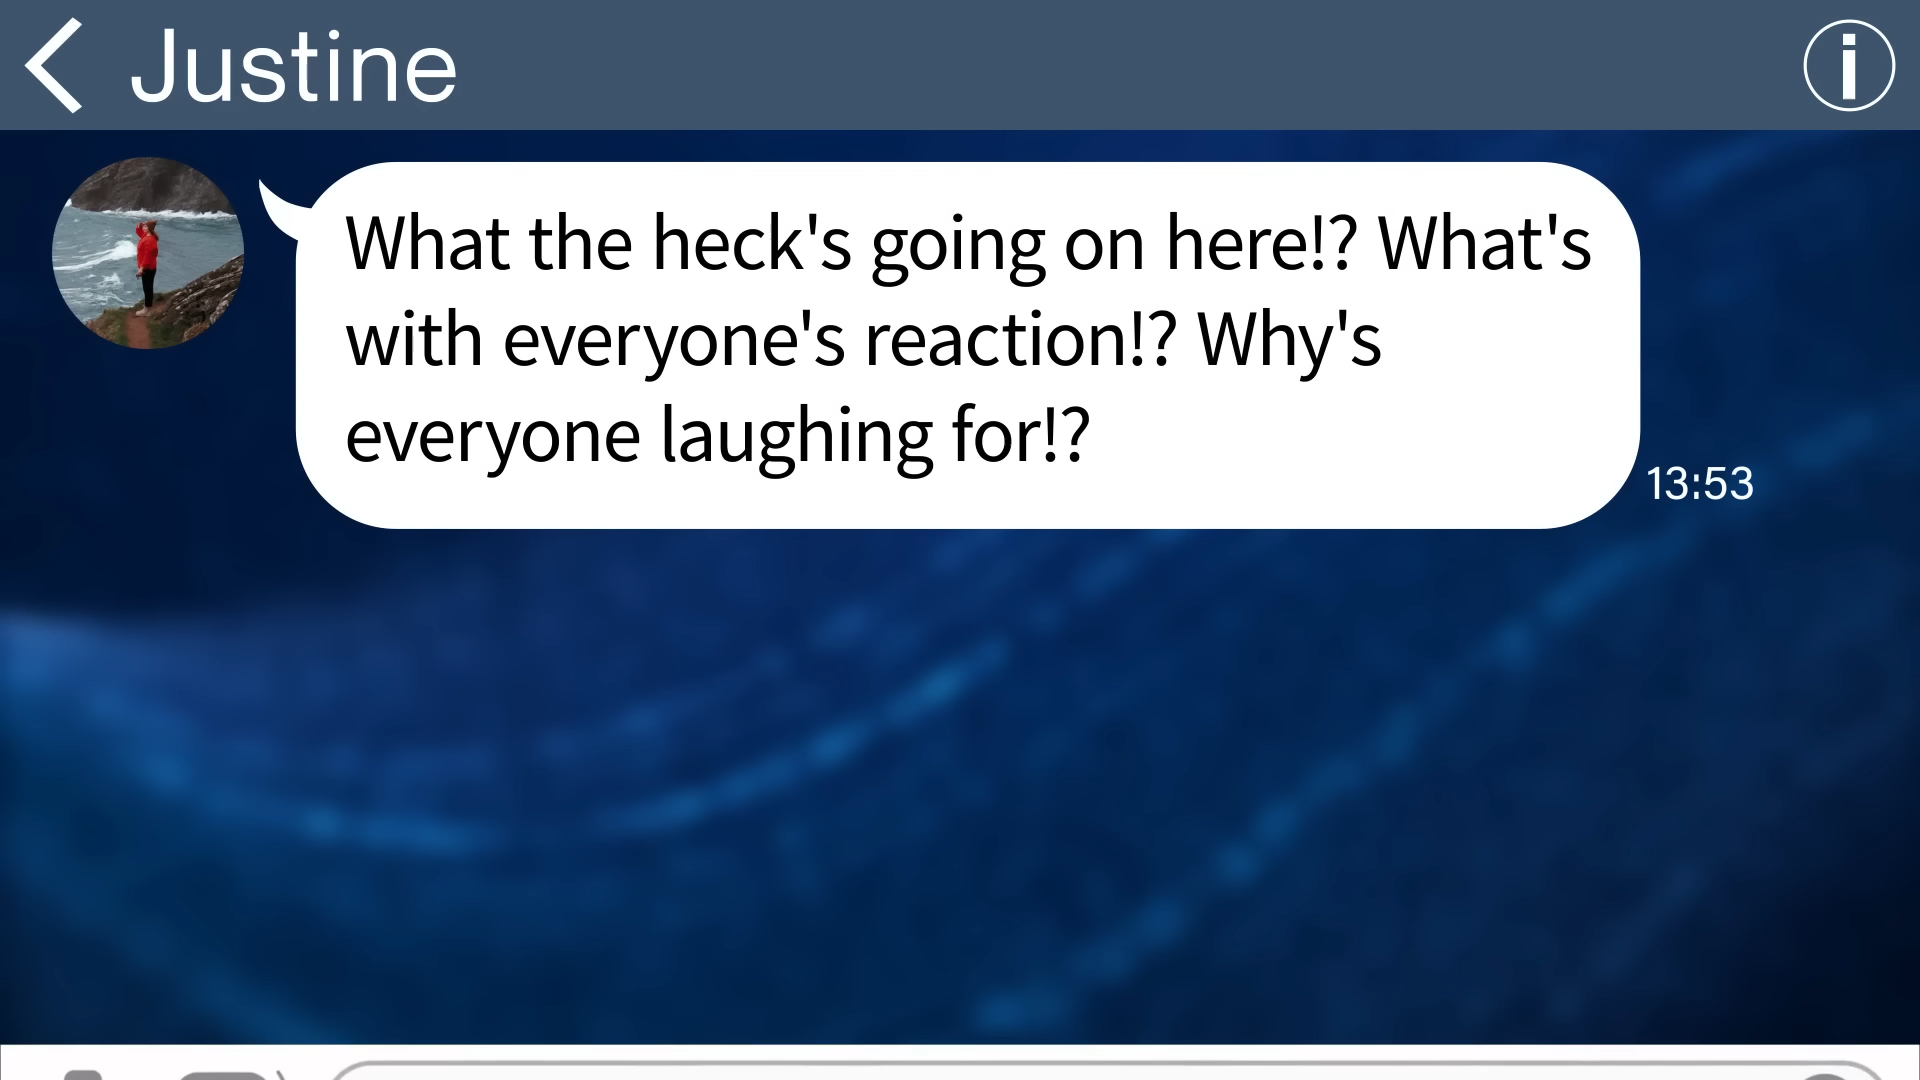 Justine
What the heck's going on here!? What's
with everyone's reaction!? Why's
everyone laughing for!?
13:53